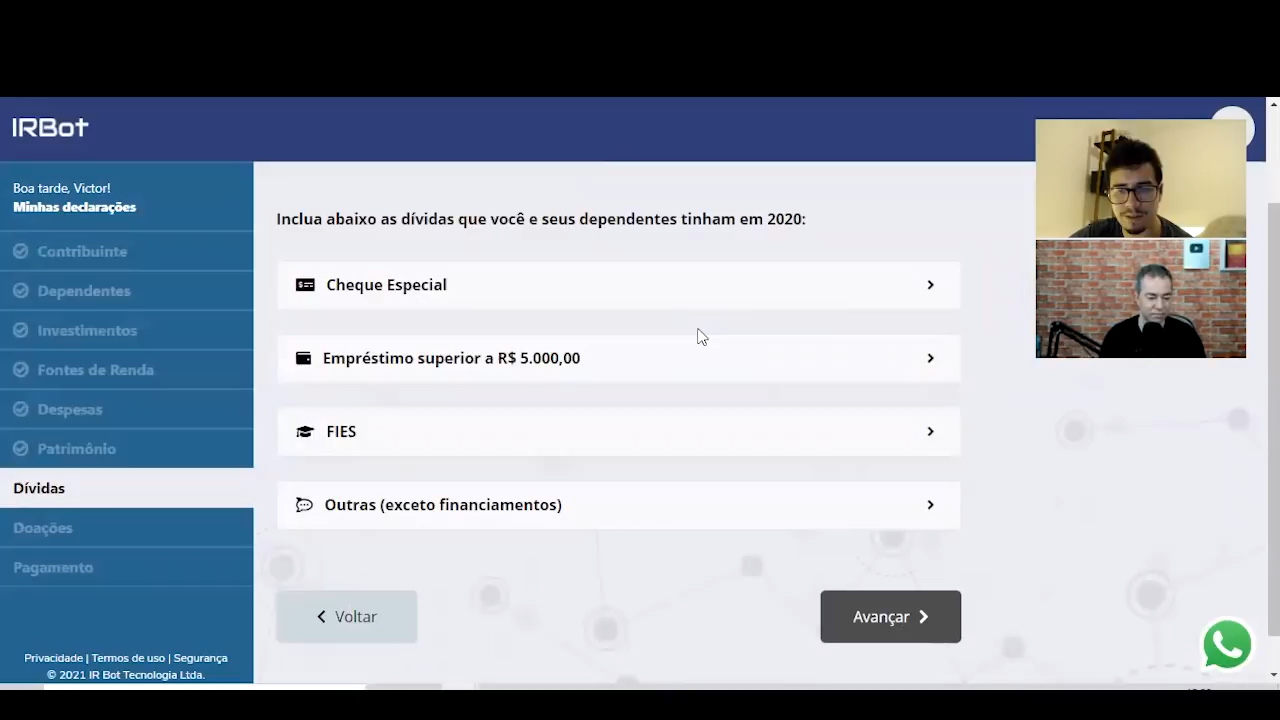 IRBot
Boa tarde, Victor!
Minhas declarações
Contribuinte
Dependentes
Investimentos
Fontes de Renda
Despesas
Patrimônio
Dívidas
Doações
Pagamento
Privacidade | Termos de uso | Segurança
© 2021 IR Bot Tecnologia Ltda.
Inclua abaixo as dívidas que você e seus dependentes tinham em 2020:
Cheque Especial
Empréstimo superior a R$ 5.000,00
FIES
Outras (exceto financiamentos)
Voltar
Avançar